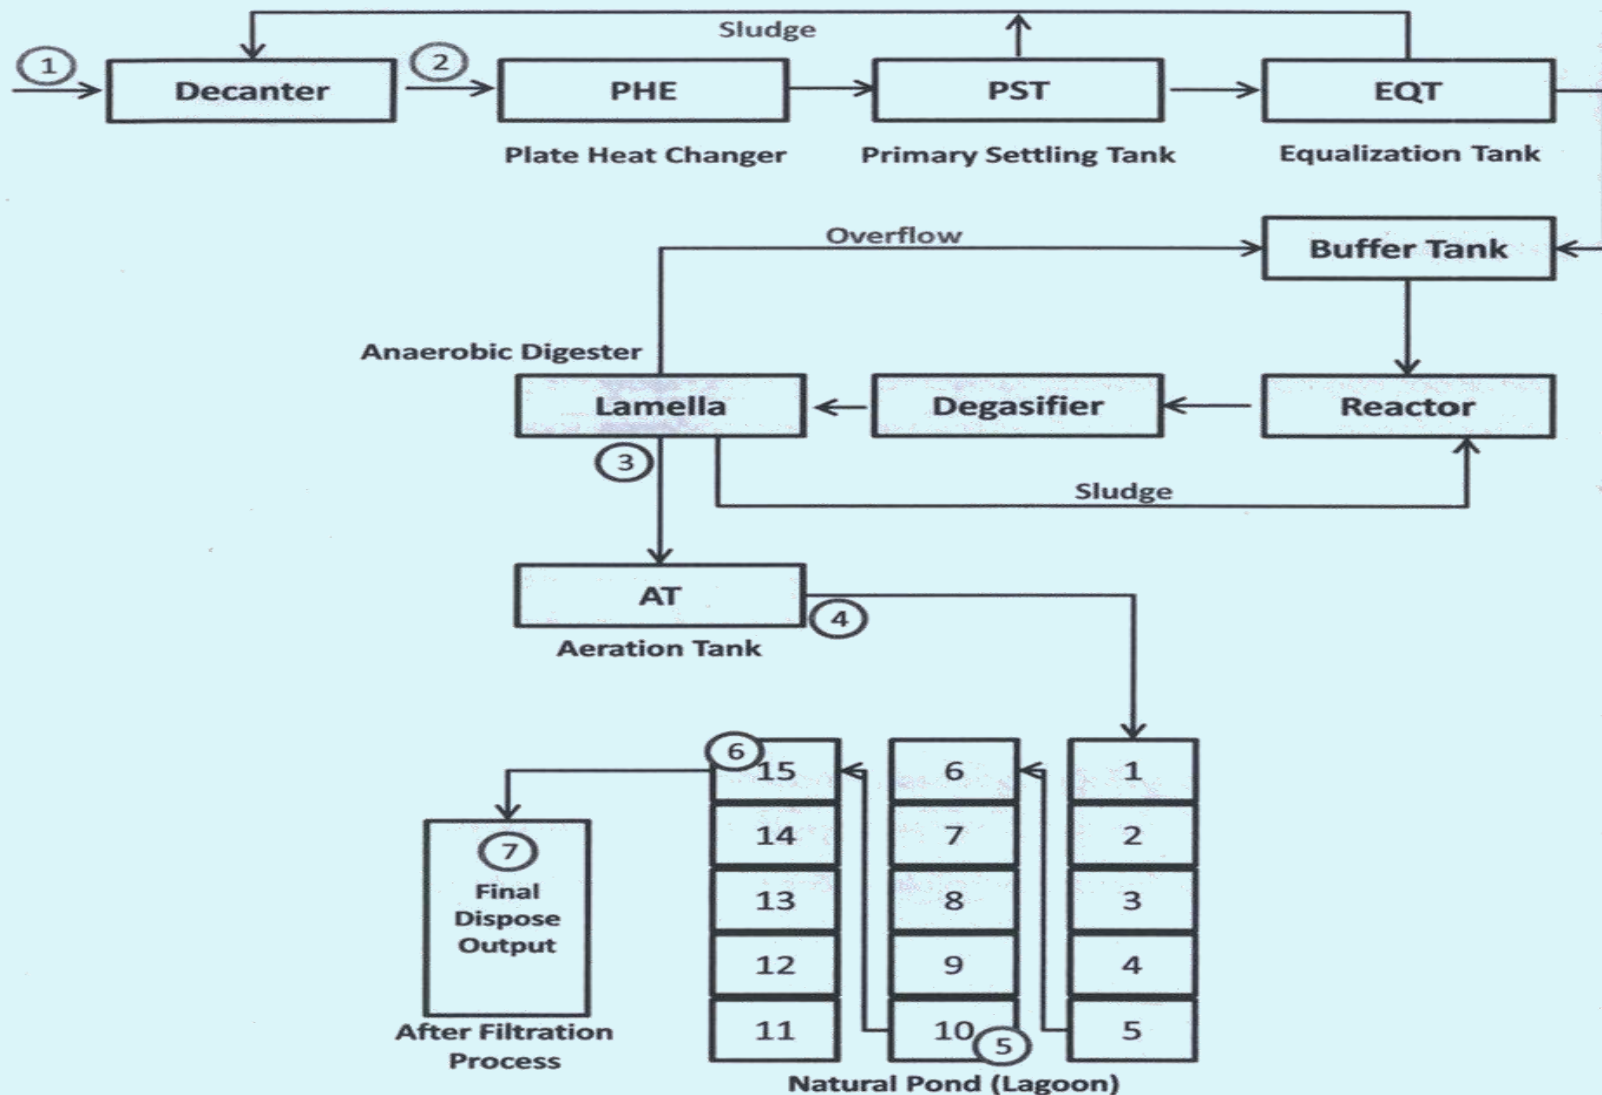 Sludge
1
2
Decanter
PHE
PST
EQT
Plate Heat Changer
Primary Settling Tank
Equalization Tank
Overflow
Buffer Tank
Anaerobic Digester
Lamella
Degasifier
Reactor
3
Sludge
AT
4
Aeration Tank
6
15
6
1
14
7
2
13
8
3
12
9
4
11
10
5
5
7
Final
Dispose
Output
After Filtration
Process
Natural Pond (Lagoon)